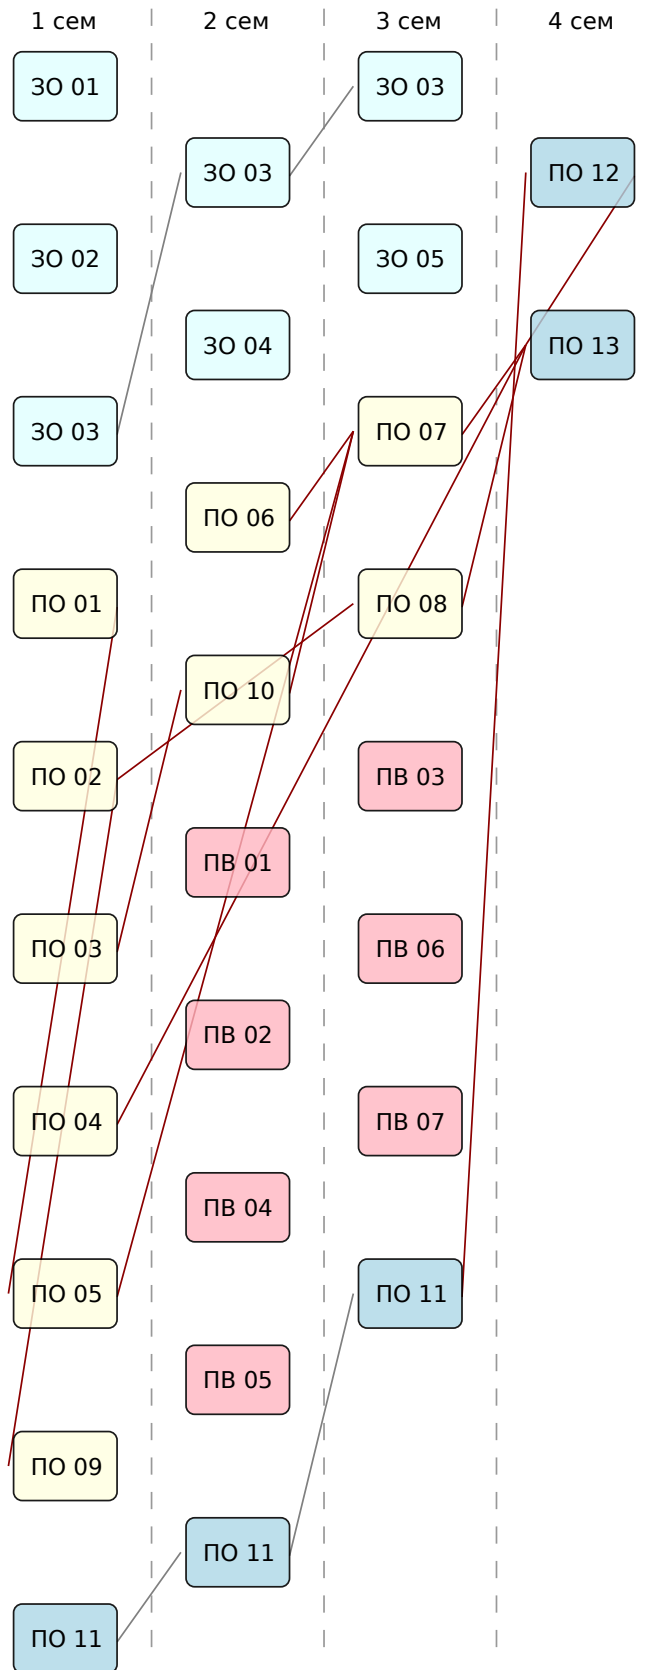 1 сем
2 сем
3 сем
4 сем
ЗО 01
ЗО 03
ЗО 03
ПО 12
ЗО 02
ЗО 05
ЗО 04
ПО 13
ЗО 03
ПО 07
ПО 06
ПО 01
ПО 08
ПО 10
ПО 02
ПВ 03
ПВ 01
ПО 03
ПВ 06
ПВ 02
ПО 04
ПВ 07
ПВ 04
ПО 05
ПО 11
ПВ 05
ПО 09
ПО 11
ПО 11